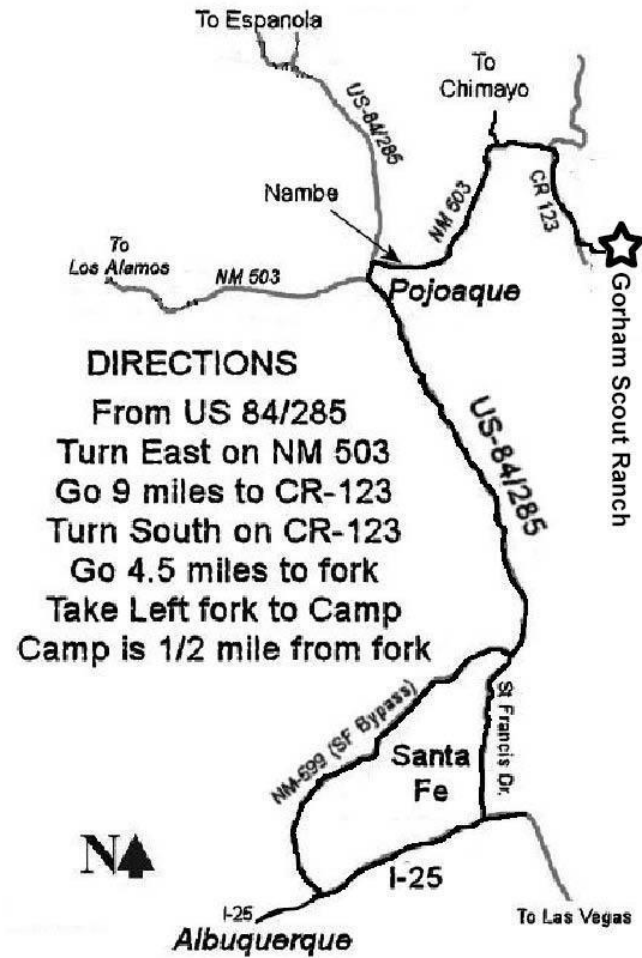 To Espanola
US-84/285
To
Chimayo
Nambe
NM 503
CR 123
To
Los Alamos
NM 503
Pojoaque
Gorham Scout Ranch
DIRECTIONS
From US 84/285
Turn East on NM 503
Go 9 miles to CR-123
Turn South on CR-123
Go 4.5 miles to fork
Take Left fork to Camp
Camp is 1/2 mile from fork
US-84/285
NM-599 (SF Bypass)
St Francis Dr.
Santa
Fe
N
I-25
I-25
Albuquerque
To Las Vegas